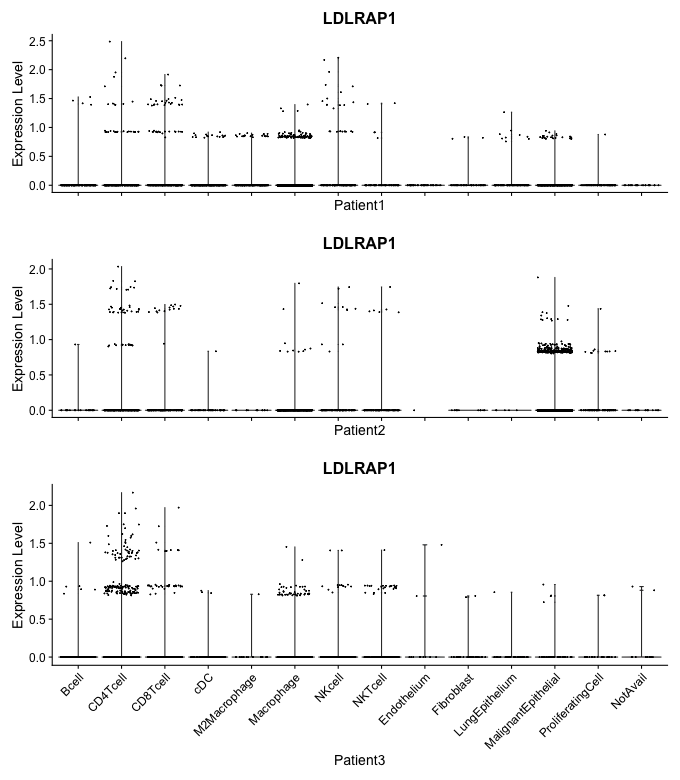 LDLRAP1
Expression Level
2.5
2.0
1.5
1.0
0.5
0.0
Patient1
LDLRAP1
Expression Level
2.0
1.5
1.0
0.5
0.0
Patient2
LDLRAP1
Expression Level
2.0
1.5
1.0
0.5
0.0
Bcell
CD4Tcell
CD8Tcell
cDC
M2Macrophage
Macrophage
NKcell
NKTcell
Endothelium
Fibroblast
LungEpithelium
MalignantEpithelial
ProliferatingCell
NotAvail
Patient3